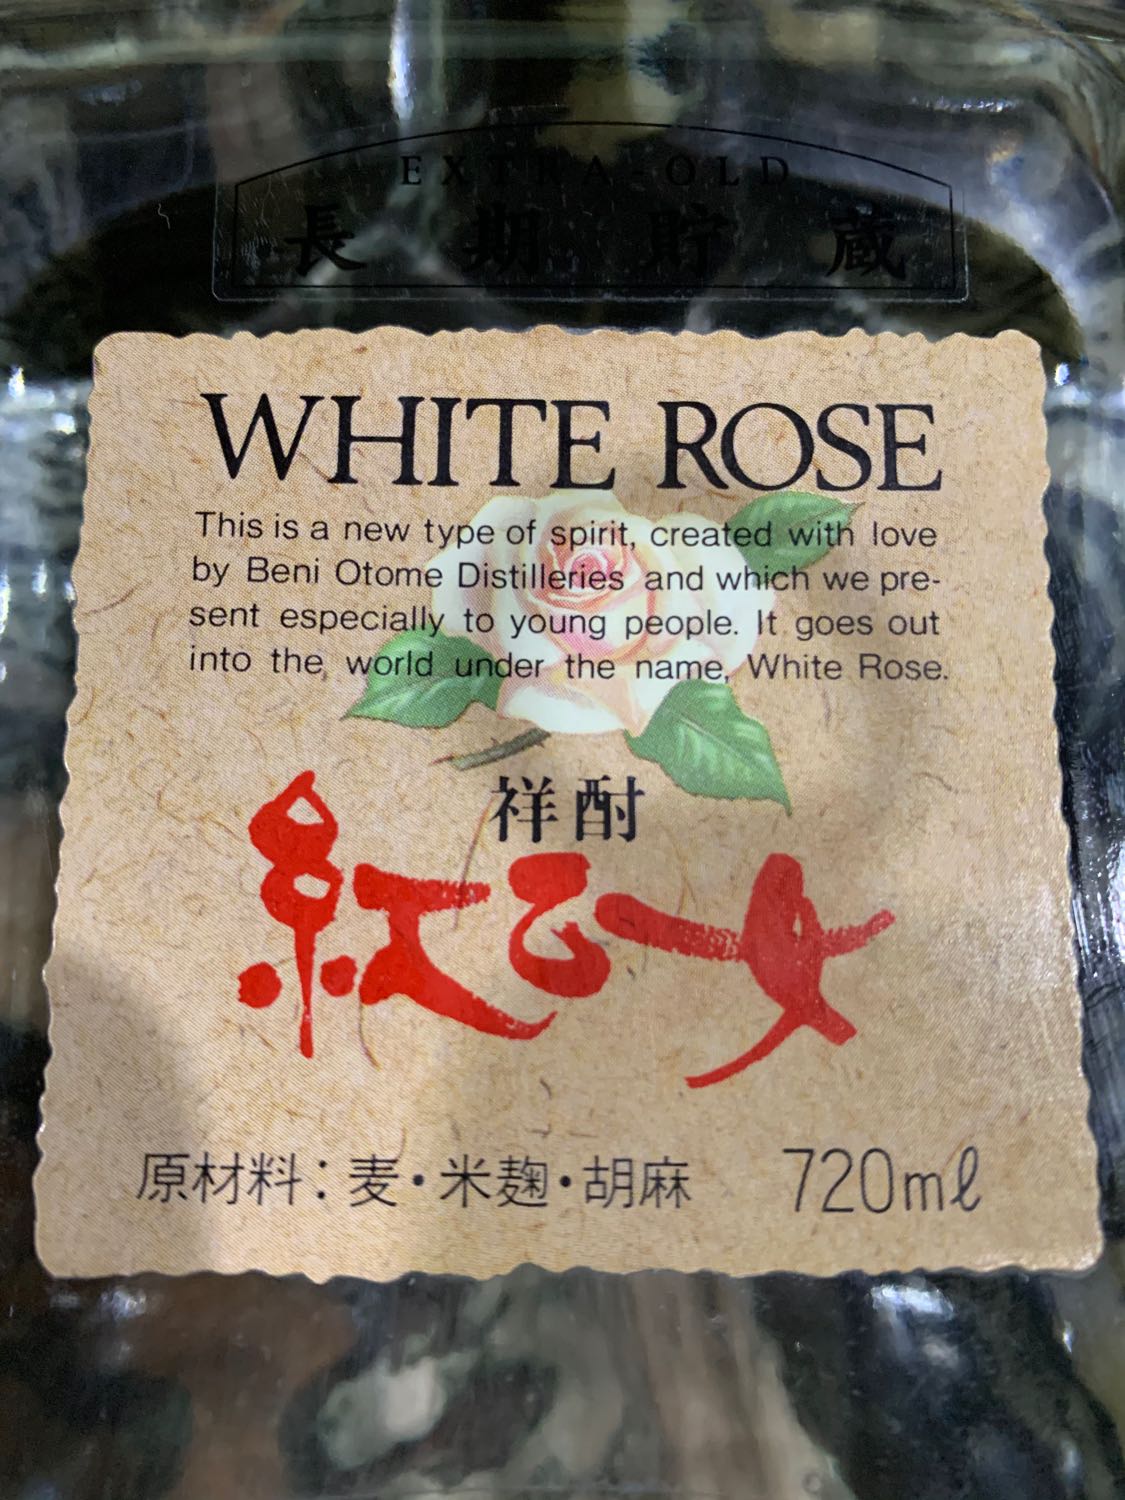 EXTRA-OLD
長期貯蔵
WHITE ROSE
This is a new type of spirit, created with love
by Beni Otome Distilleries and which we pre-
sent especially to young people. It goes out
into the world under the name, White Rose.
祥酎
紅乙女
原材料：麦・米麹・胡麻 720mℓ